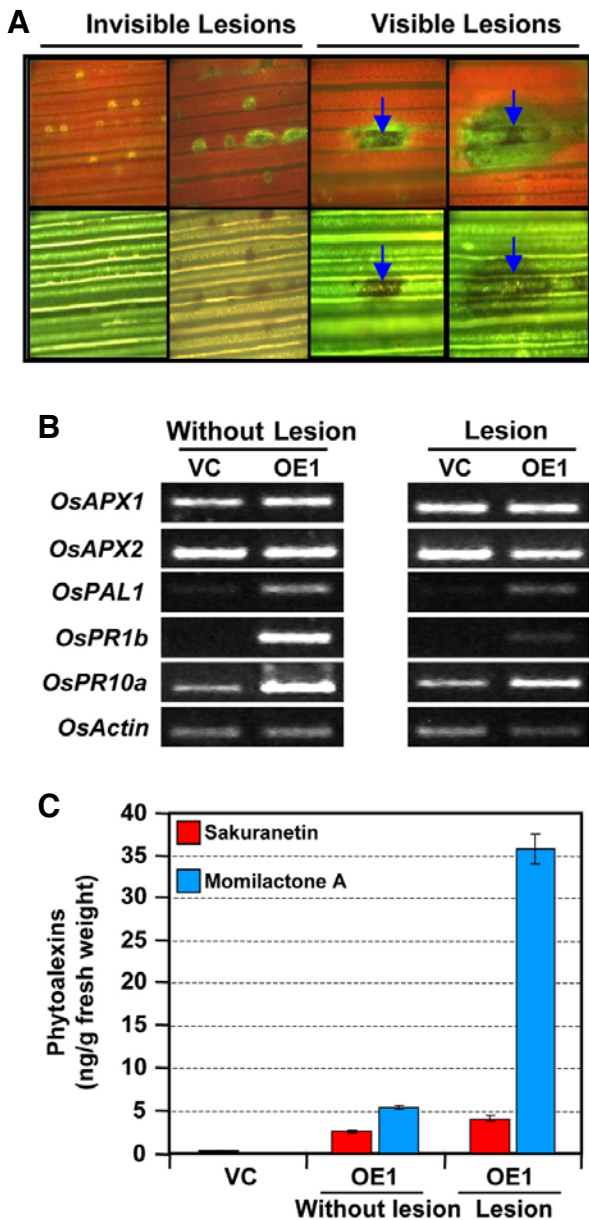 A
Invisible Lesions Visible Lesions
B
Without Lesion Lesion
VC OE1 VC OE1
OsAPX1
OsAPX2
OsPAL1
OsPR1b
OsPR10a
OsActin
C
Phytoalexins
(ng/g fresh weight)
40
35
30
25
20
15
10
5
0
Sakuranetin
Momilactone A
VC OE1 OE1
Without lesion Lesion